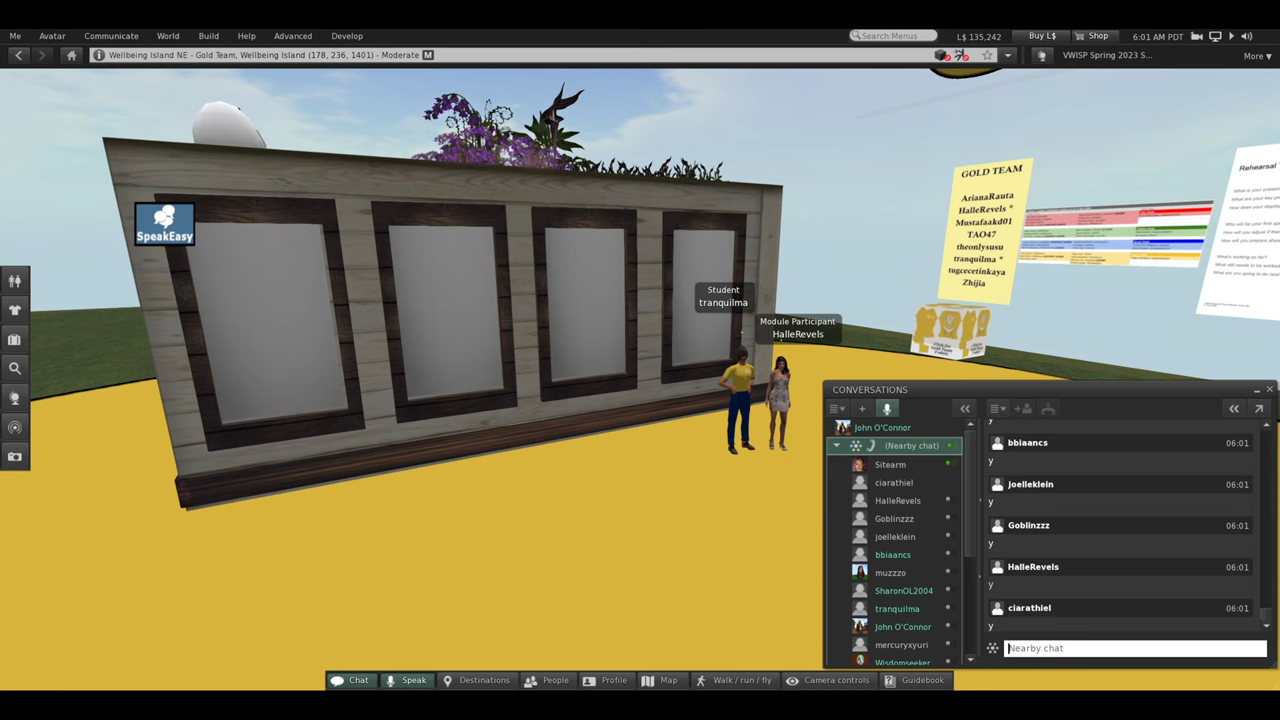 Me Avatar Communicate World Build Help Advanced Develop
Search Menus
L$ 135,242
Buy L$
Shop
6:01 AM PDT
Wellbeing Island NE - Gold Team, Wellbeing Island (178, 236, 1401) - Moderate M
VWISP Spring 2023 S...
More
SpeakEasy
GOLD TEAM
ArianaRauta
HalleRevels *
Mustafaakd01
TAO47
theonlysusu
tranquilma *
tugcecetinkaya
Zhijia
Rehearsal
Student
tranquilma
Module Participant
HalleRevels
CONVERSATIONS
John O'Connor
(Nearby chat)
Sitearm
ciarathiel
HalleRevels
Goblinzzz
joelleklein
bbiaancs
muzzzo
SharonOL2004
tranquilma
John O'Connor
mercuryxyuri
Wisdomseeker
y
bbiaancs 06:01
y
joelleklein 06:01
y
Goblinzzz 06:01
y
HalleRevels 06:01
y
ciarathiel 06:01
y
Nearby chat
Chat Speak Destinations People Profile Map Walk / run / fly Camera controls Guidebook